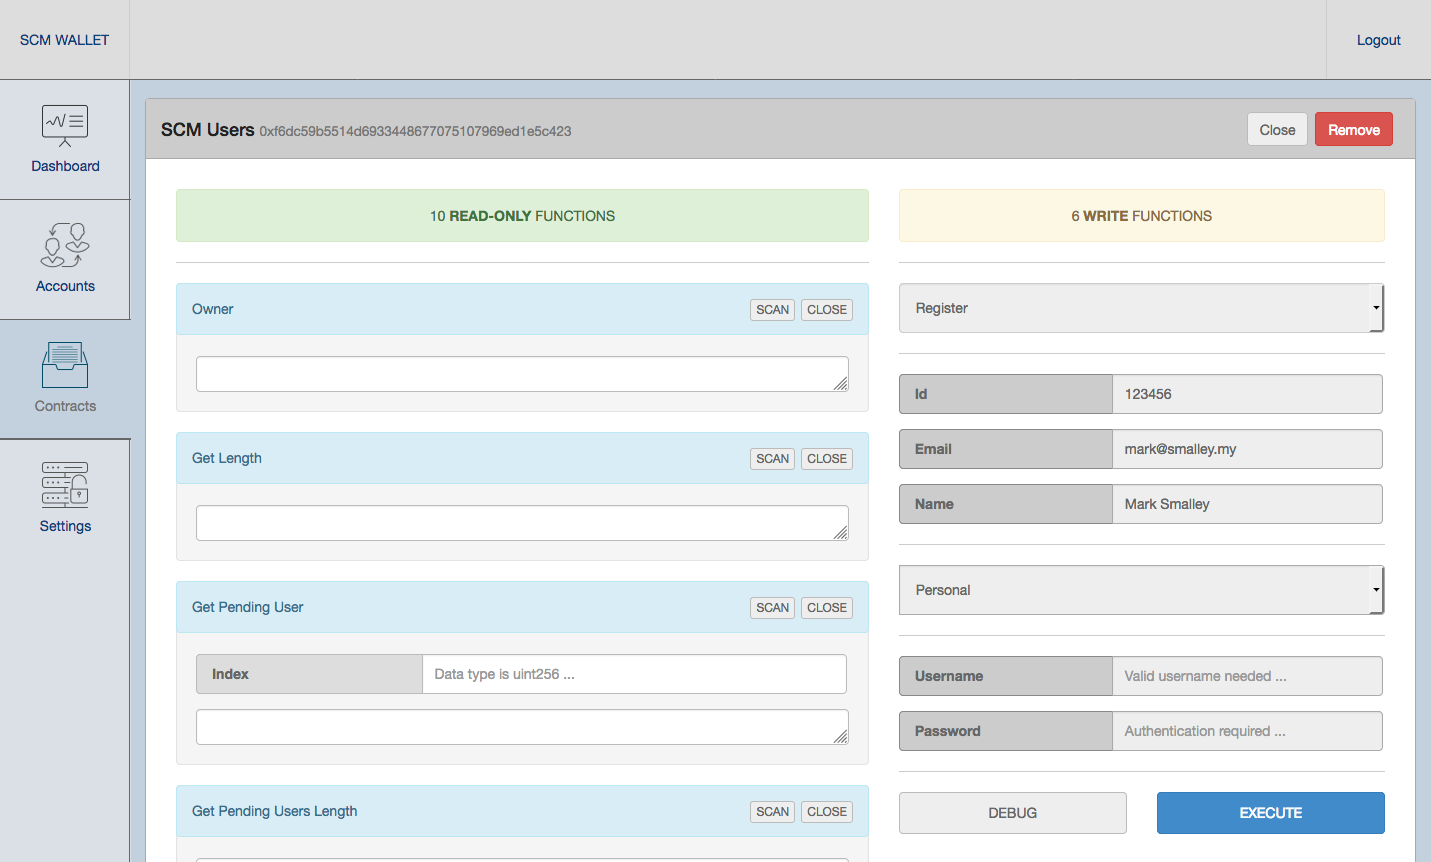 SCM WALLET
Logout
Dashboard
Accounts
Contracts
Settings
SCM Users 0xf6dc59b5514d6933448677075107969ed1e5c423
Close
Remove
10 READ-ONLY FUNCTIONS
Owner
SCAN
CLOSE
Get Length
SCAN
CLOSE
Get Pending User
SCAN
CLOSE
Index
Data type is uint256 ...
Get Pending Users Length
SCAN
CLOSE
6 WRITE FUNCTIONS
Register
Id
123456
Email
mark@smalley.my
Name
Mark Smalley
Personal
Username
Valid username needed ...
Password
Authentication required ...
DEBUG
EXECUTE